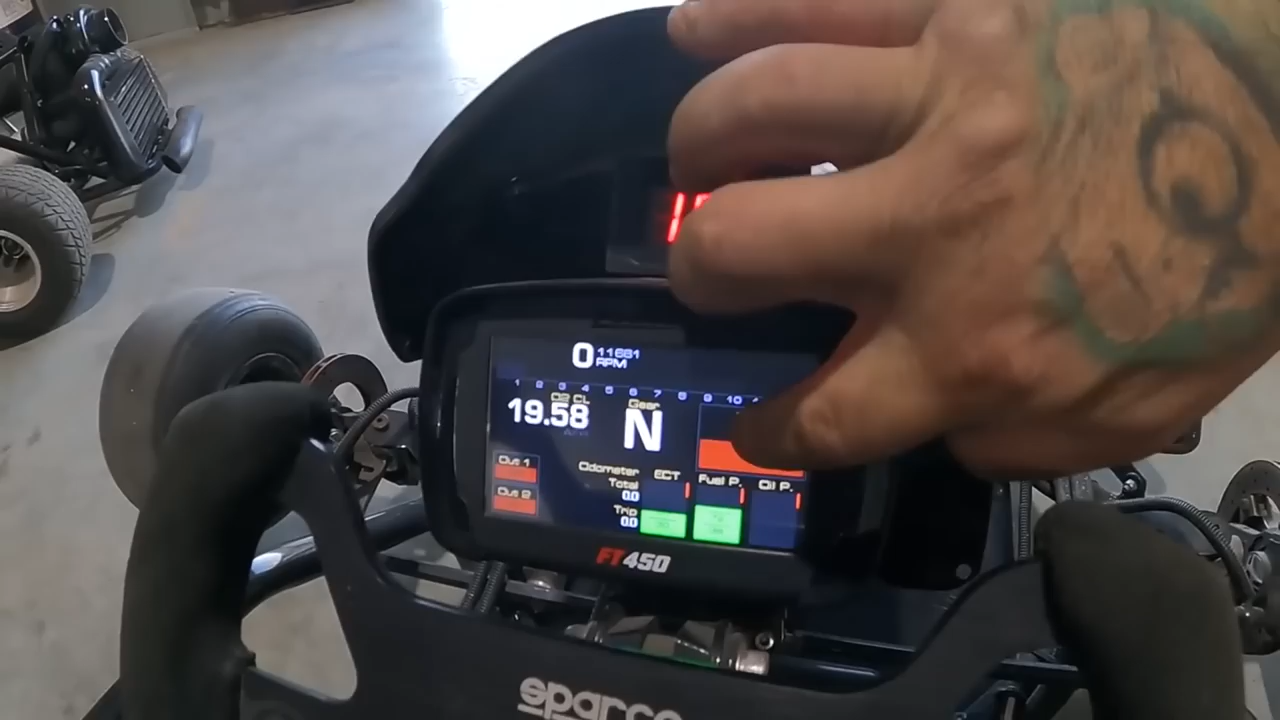 0 11661
RPM
1 2 3 4 5 6 7 8 9 10
O2 CL
19.58
Gear
N
Out 1
Out 2
Odometer
Total
0.0
Trip
0.0
ECT
Fuel P.
Oil P.
FT450
sparco